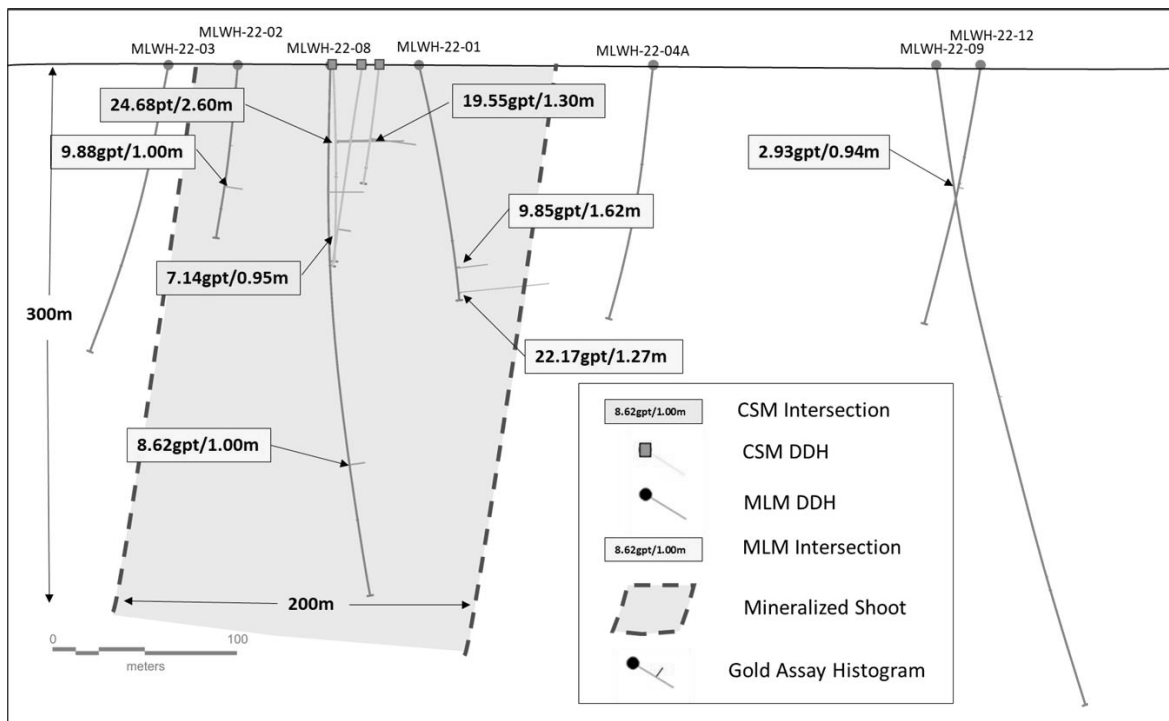 MLWH-22-02
MLWH-22-12
MLWH-22-03
MLWH-22-08
MLWH-22-01
MLWH-22-04A
MLWH-22-09
24.68pt/2.60m
19.55gpt/1.30m
9.88gpt/1.00m
2.93gpt/0.94m
9.85gpt/1.62m
7.14gpt/0.95m
300m
22.17gpt/1.27m
8.62gpt/1.00m
200m
0
100
meters
8.62gpt/1.00m
CSM Intersection
CSM DDH
MLM DDH
8.62gpt/1.00m
MLM Intersection
Mineralized Shoot
Gold Assay Histogram